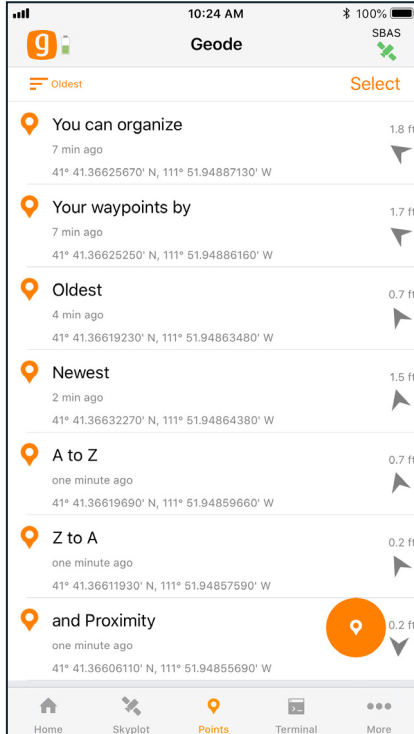 10:24 AM
100%
g
Geode
SBAS
Oldest
Select
You can organize
1.8 ft
7 min ago
41° 41.36625670' N, 111° 51.94887130' W
Your waypoints by
1.7 ft
7 min ago
41° 41.36625250' N, 111° 51.94886160' W
Oldest
0.7 ft
4 min ago
41° 41.36619230' N, 111° 51.94863480' W
Newest
1.5 ft
2 min ago
41° 41.36632270' N, 111° 51.94864380' W
A to Z
0.7 ft
one minute ago
41° 41.36619690' N, 111° 51.94859660' W
Z to A
0.2 ft
one minute ago
41° 41.36611930' N, 111° 51.94857590' W
and Proximity
0.2 ft
one minute ago
41° 41.36606110' N, 111° 51.94855690' W
Home
Skyplot
Points
Terminal
More